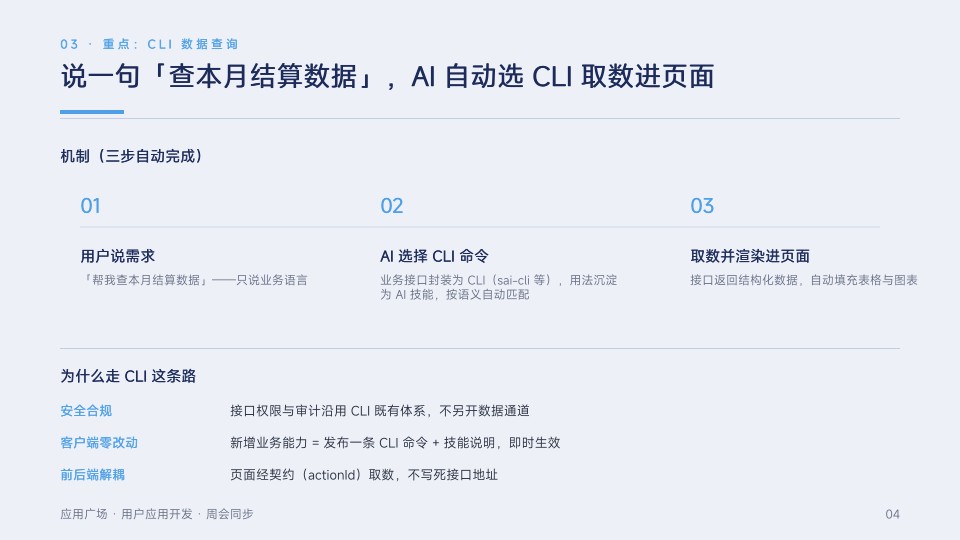 03 · 重点：CLI 数据查询
说一句「查本月结算数据」，AI 自动选 CLI 取数进页面
机制（三步自动完成）
01
02
03
用户说需求
AI 选择 CLI 命令
取数并渲染进页面
「帮我查本月结算数据」——只说业务语言
业务接口封装为 CLI（sai-cli 等），用法沉淀
为 AI 技能，按语义自动匹配
接口返回结构化数据，自动填充表格与图表
为什么走 CLI 这条路
安全合规
接口权限与审计沿用 CLI 既有体系，不另开数据通道
客户端零改动
新增业务能力 = 发布一条 CLI 命令 + 技能说明，即时生效
前后端解耦
页面经契约（actionId）取数，不写死接口地址
应用广场 · 用户应用开发 · 周会同步
04